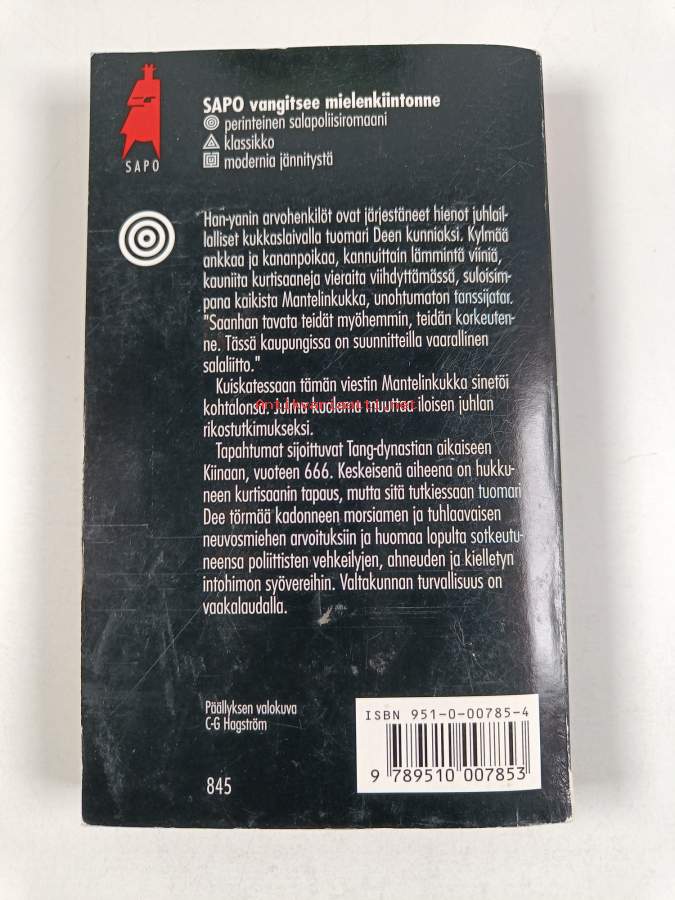 SAPO vangitsee mielenkiintonne
perinteinen salapoliisiromaani
klassikko
modernia jännitystä
SAPO
Han-yanin arvohenkilöt ovat järjestäneet hienot juhlail-
lalliset kukkaslaivalla tuomari Deen kunniaksi. Kylmää
ankkaa ja kananpoikaa, kannuittain lämmintä viiniä,
kauniita kurtisaaneja vieraita viihdyttämässä, suloisim-
pana kaikista Mantelinkukka, unohtumaton tanssijatar.
"Saanhan tavata teidät myöhemmin, teidän korkeuten-
ne. Tässä kaupungissa on suunnitteilla vaarallinen
salaliitto."
Kuiskatessaan tämän viestin Mantelinkukka sinetöi
kohtalonsa. Julma kuolema muuttaa iloisen juhlan
rikostutkimukseksi.
Tapahtumat sijoittuvat Tang-dynastian aikaiseen
Kiinaan, vuoteen 666. Keskeisenä aiheena on hukku-
neen kurtisaanin tapaus, mutta sitä tutkiessaan tuomari
Dee törmää kadonneen morsiamen ja tuhlaavaisen
neuvosmiehen arvoituksiin ja huomaa lopulta sotkeutu-
neensa poliittisten vehkeilyjen, ahneuden ja kielletyn
intohimon syövereihin. Valtakunnan turvallisuus on
vaakalaudalla.
Päällyksen valokuva
C-G Hagström
845
ISBN 951-0-00785-4
9 789510 007853